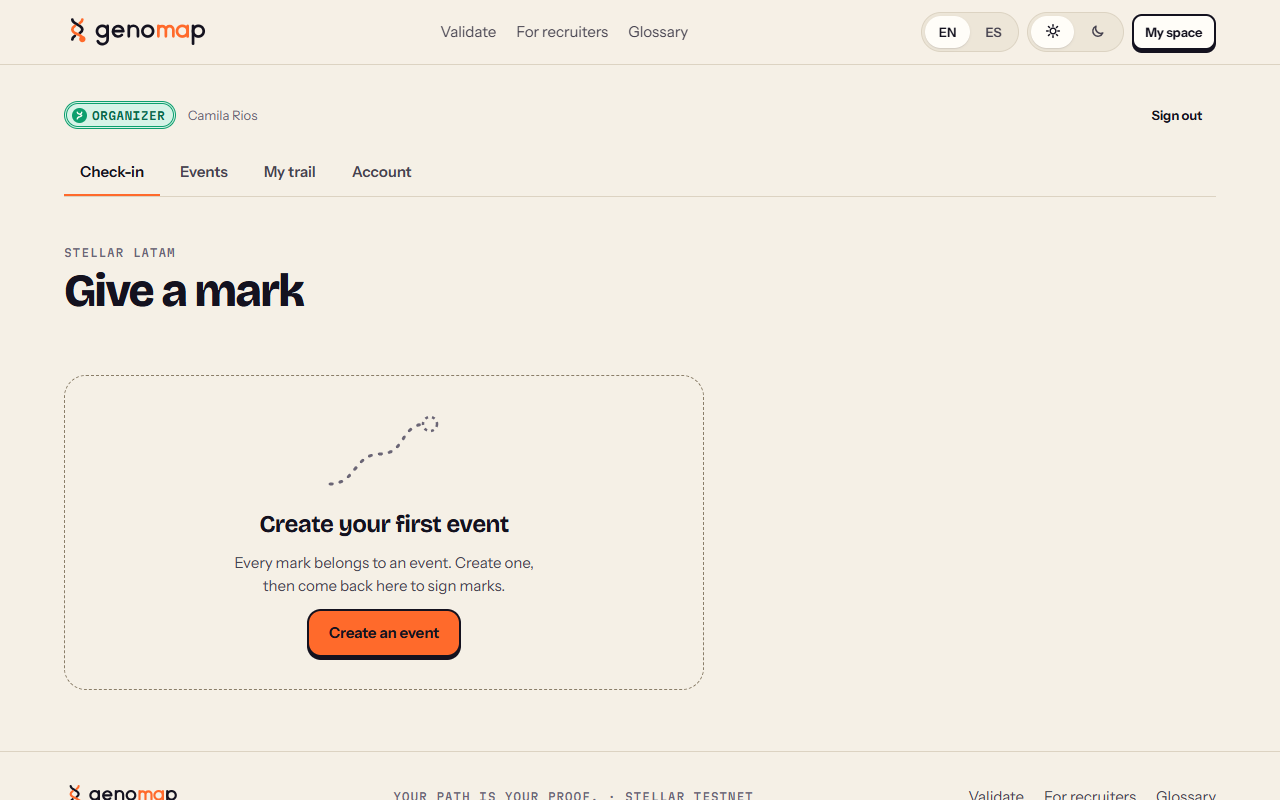 genomap
Validate For recruiters Glossary
EN ES
My space
ORGANIZER Camila Rios
Sign out
Check-in Events My trail Account
STELLAR LATAM
Give a mark
Create your first event
Every mark belongs to an event. Create one,
then come back here to sign marks.
Create an event
genomap
YOUR PATH IS YOUR PROOF. · STELLAR TESTNET
Validate For recruiters Glossary